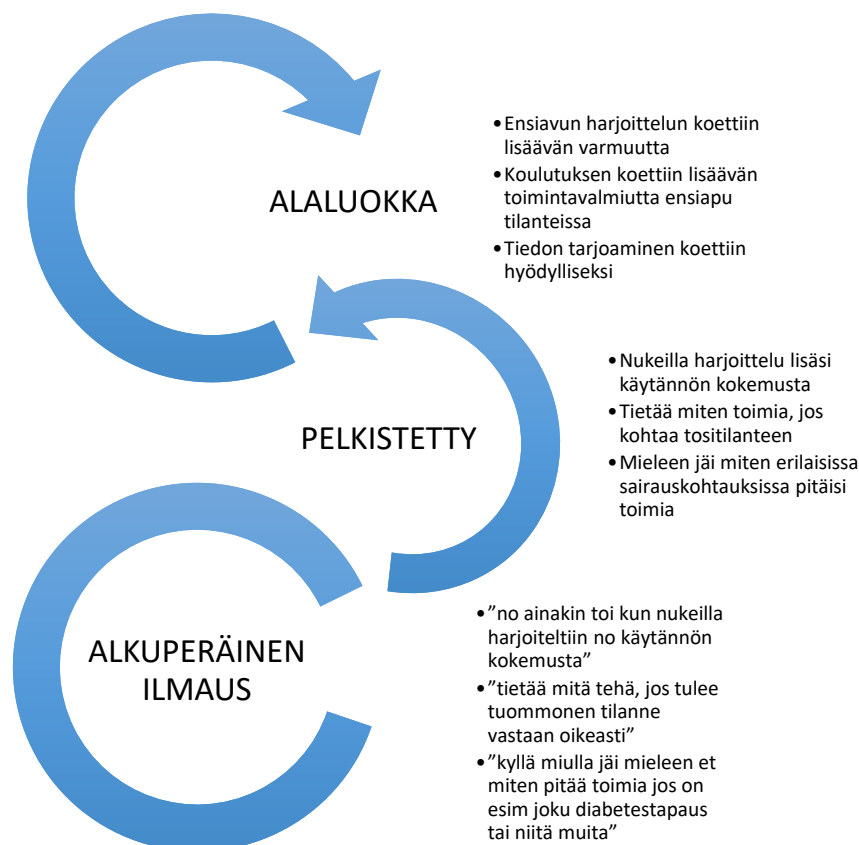 ALALUOKKA
•Ensiavun harjoittelun koettiin
lisäävän varmuutta
•Koulutuksen koettiin lisäävän
toimintavalmiutta ensiapu
tilanteissa
•Tiedon tarjoaminen koettiin
hyödylliseksi
PELKISTETTY
•Nukeilla harjoittelu lisäsi
käytännön kokemusta
•Tietää miten toimia, jos
kohtaa tositilanteen
•Mieleen jäi miten erilaisissa
sairauskohtauksissa pitäisi
toimia
ALKUPERÄINEN
ILMAUS
•”no ainakin toi kun nukeilla
harjoiteltiin no käytännön
kokemusta”
•”tietää mitä tehä, jos tulee
tuommonen tilanne
vastaan oikeasti”
•”kyllä miulla jäi mieleen et
miten pitää toimia jos on
esim joku diabetestapaus
tai niitä muita”